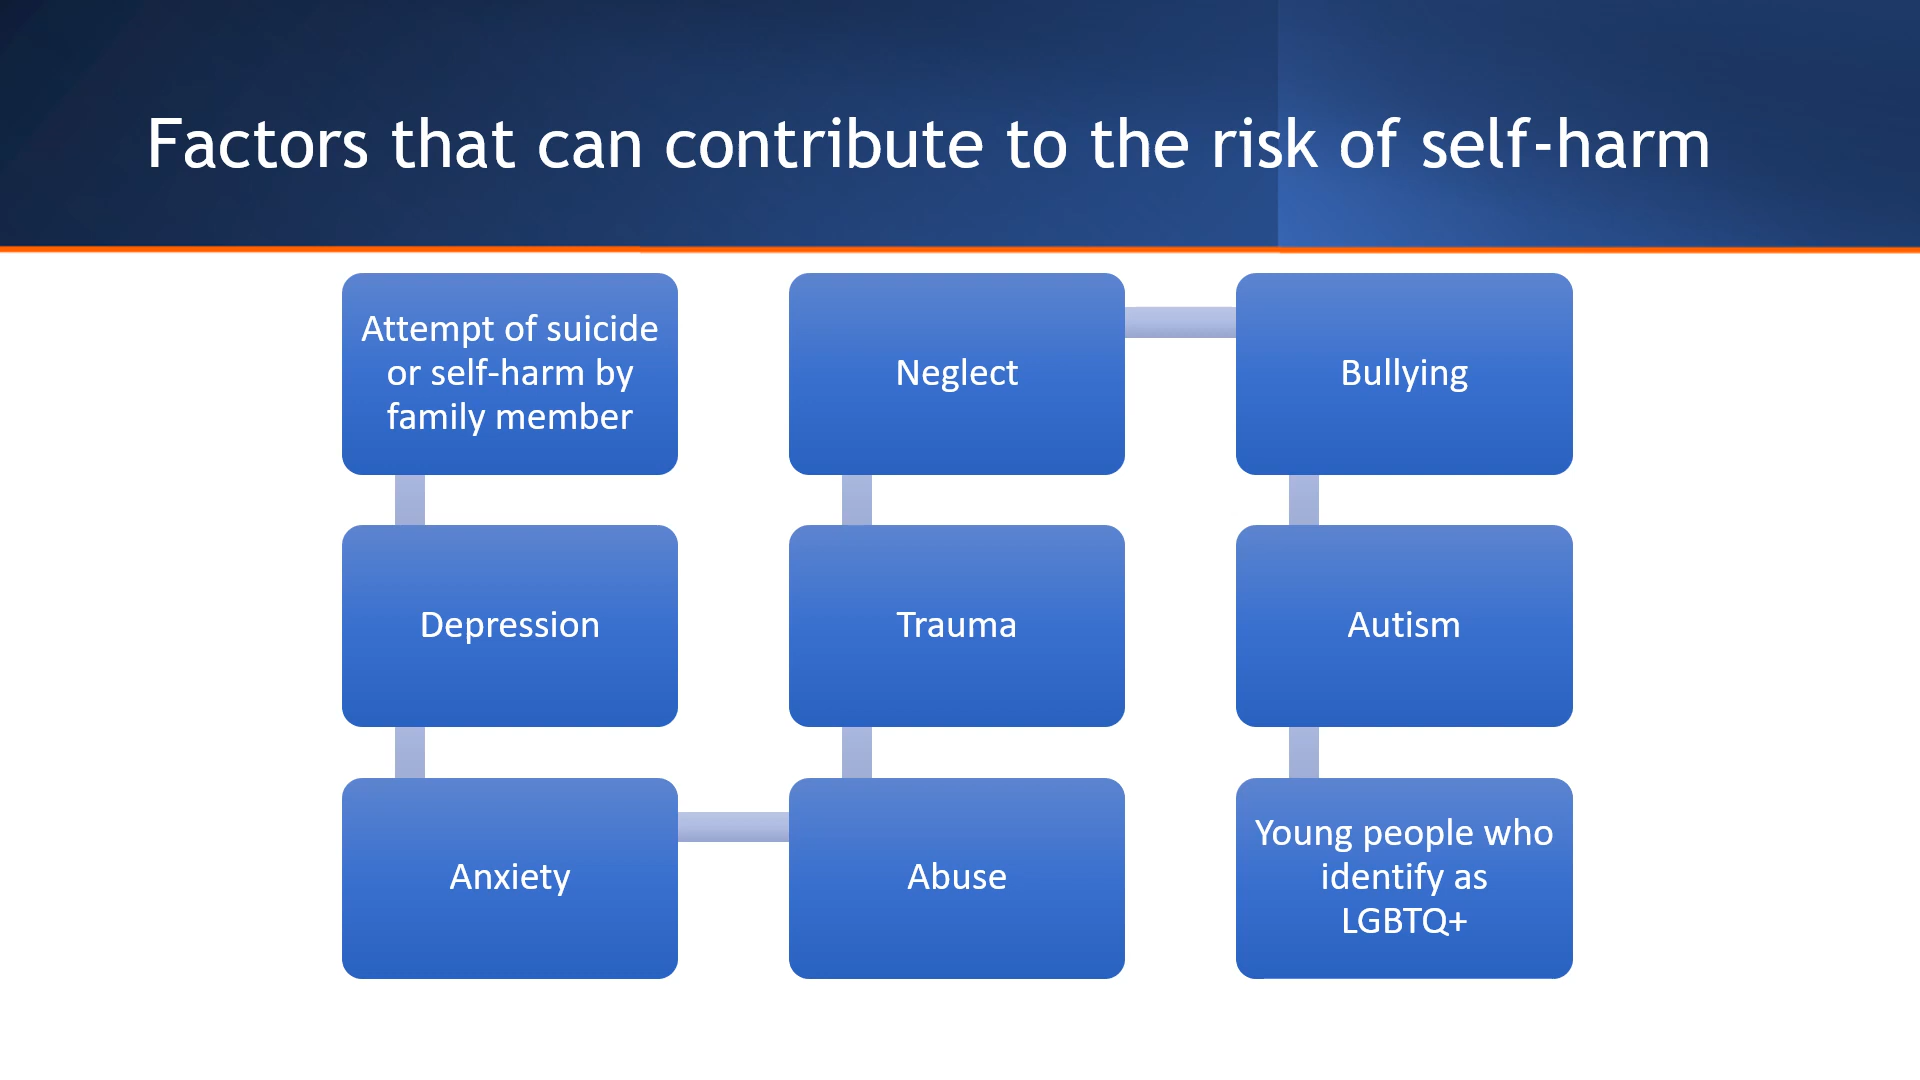 Factors that can contribute to the risk of self-harm
Attempt of suicide
or self-harm by
family member
Depression
Anxiety
Abuse
Trauma
Neglect
Bullying
Autism
Young people who
identify as
LGBTQ+